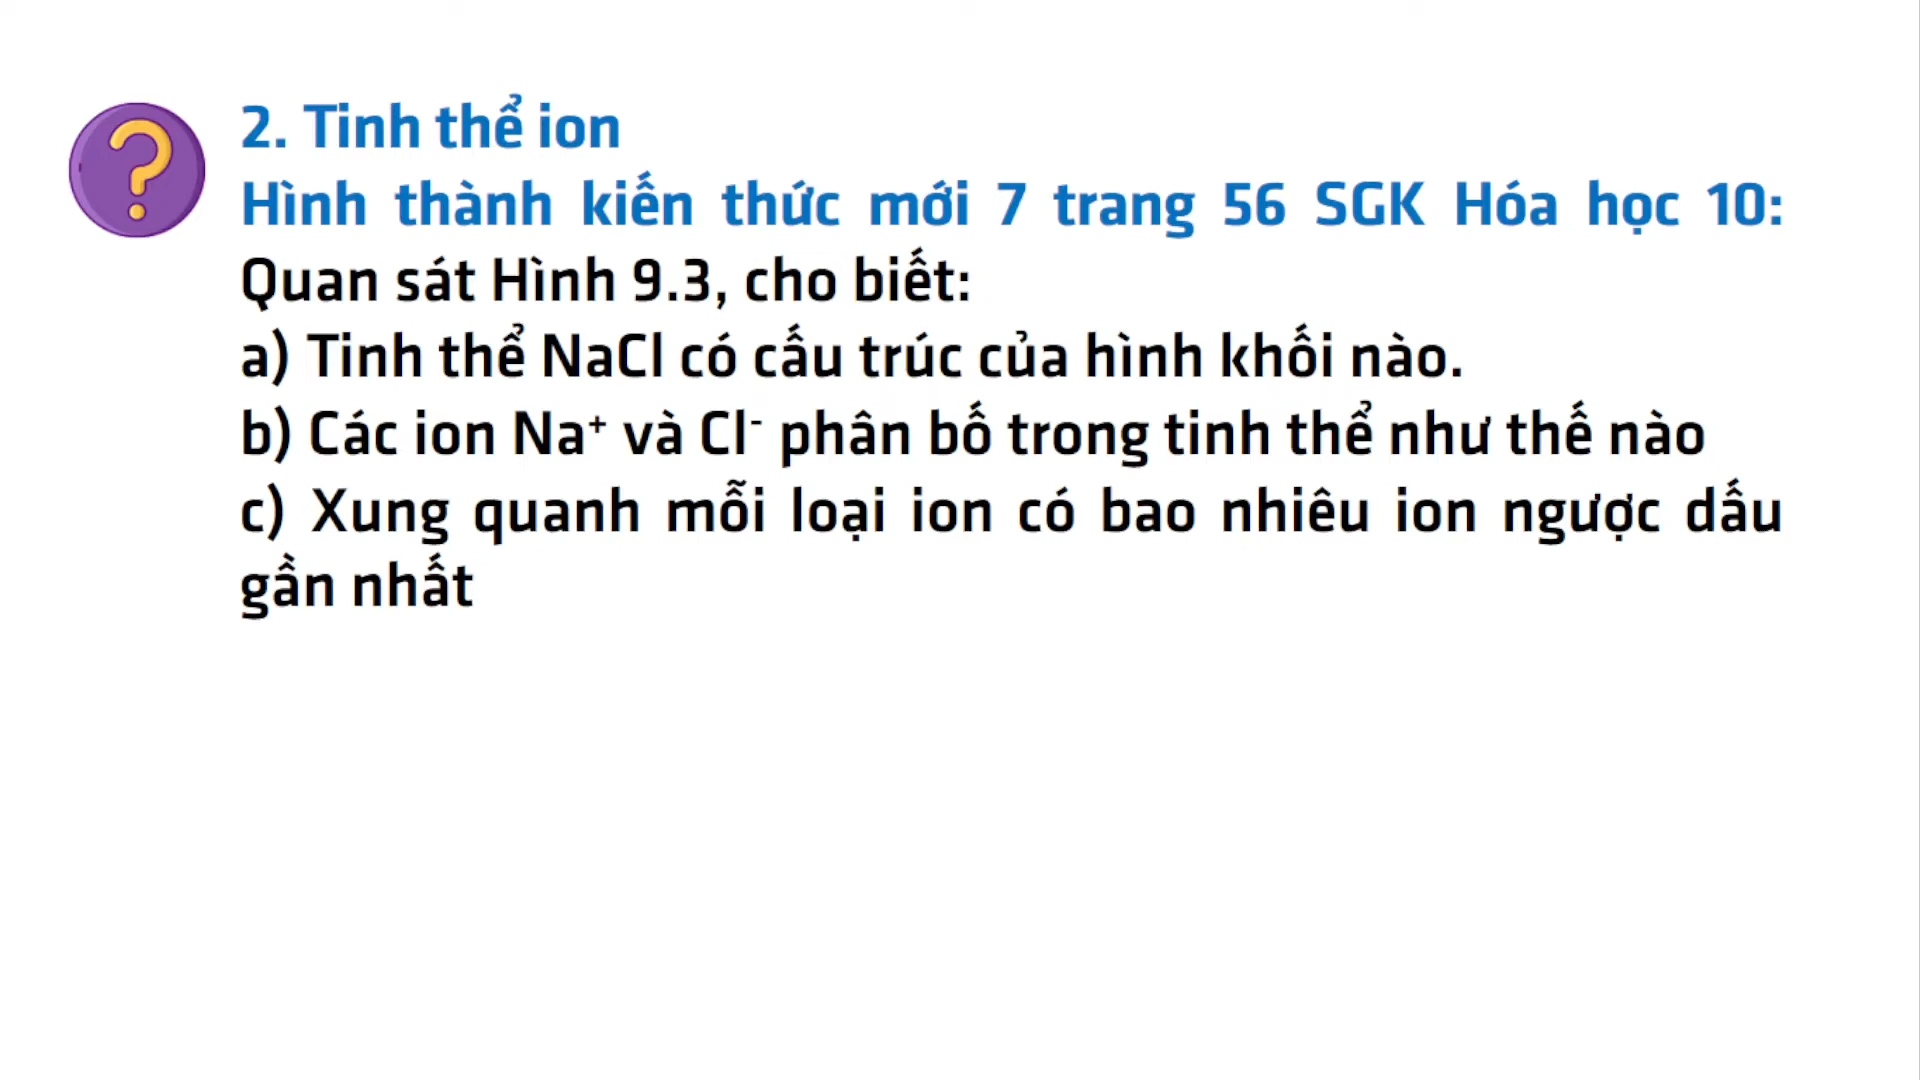 2. Tinh thể ion
Hình thành kiến thức mới 7 trang 56 SGK Hóa học 10:
Quan sát Hình 9.3, cho biết:
a) Tinh thể NaCl có cấu trúc của hình khối nào.
b) Các ion Na⁺ và Cl⁻ phân bố trong tinh thể như thế nào
c) Xung quanh mỗi loại ion có bao nhiêu ion ngược dấu
gần nhất